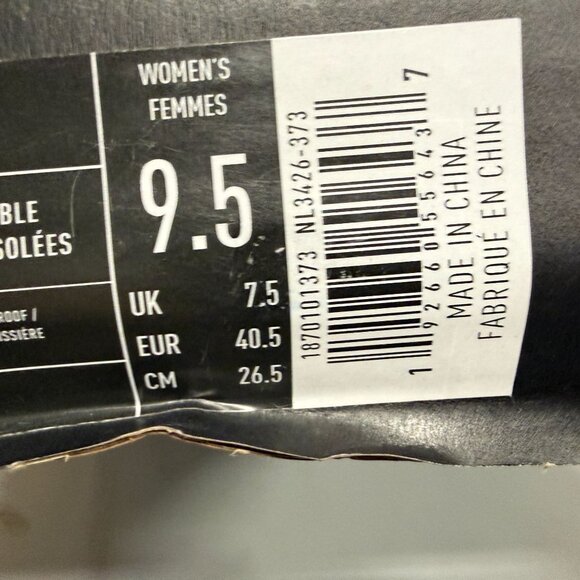 BLE
SOLÉES
ROOF /
SSIÈRE
WOMEN'S
FEMMES
9.5
UK 7.5
EUR 40.5
CM 26.5
1870101373 NL3426-373
1 92660 55643 7
MADE IN CHINA
FABRIQUÉ EN CHINE